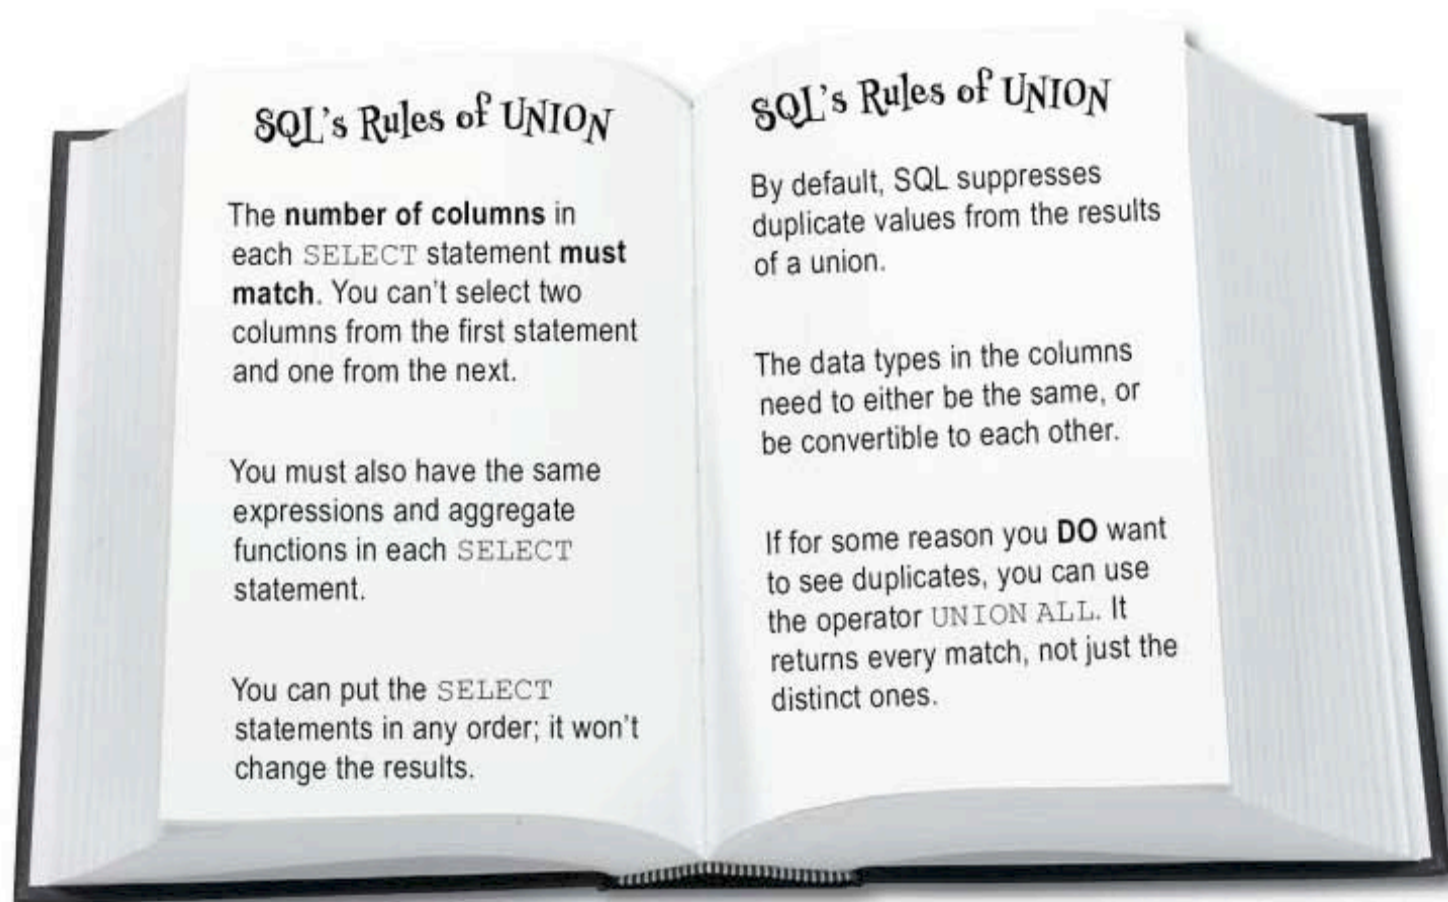 SQL's Rules of UNION
The number of columns in
each SELECT statement must
match. You can't select two
columns from the first statement
and one from the next.
You must also have the same
expressions and aggregate
functions in each SELECT
statement.
You can put the SELECT
statements in any order; it won't
change the results.
SQL's Rules of UNION
By default, SQL suppresses
duplicate values from the results
of a union.
The data types in the columns
need to either be the same, or
be convertible to each other.
If for some reason you DO want
to see duplicates, you can use
the operator UNION ALL. It
returns every match, not just the
distinct ones.